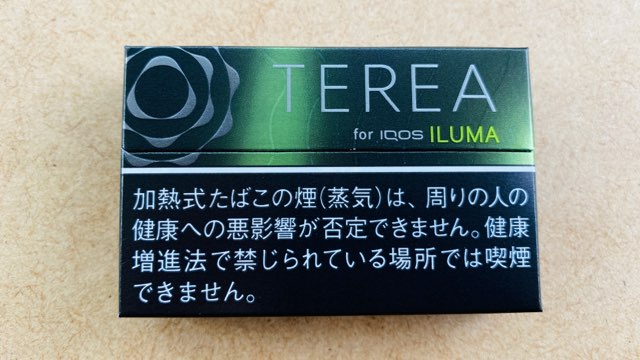 TEREA
for IQOS ILUMA
加熱式たばこの煙(蒸気)は、周りの人の
健康への悪影響が否定できません。健康
増進法で禁じられている場所では喫煙
できません。